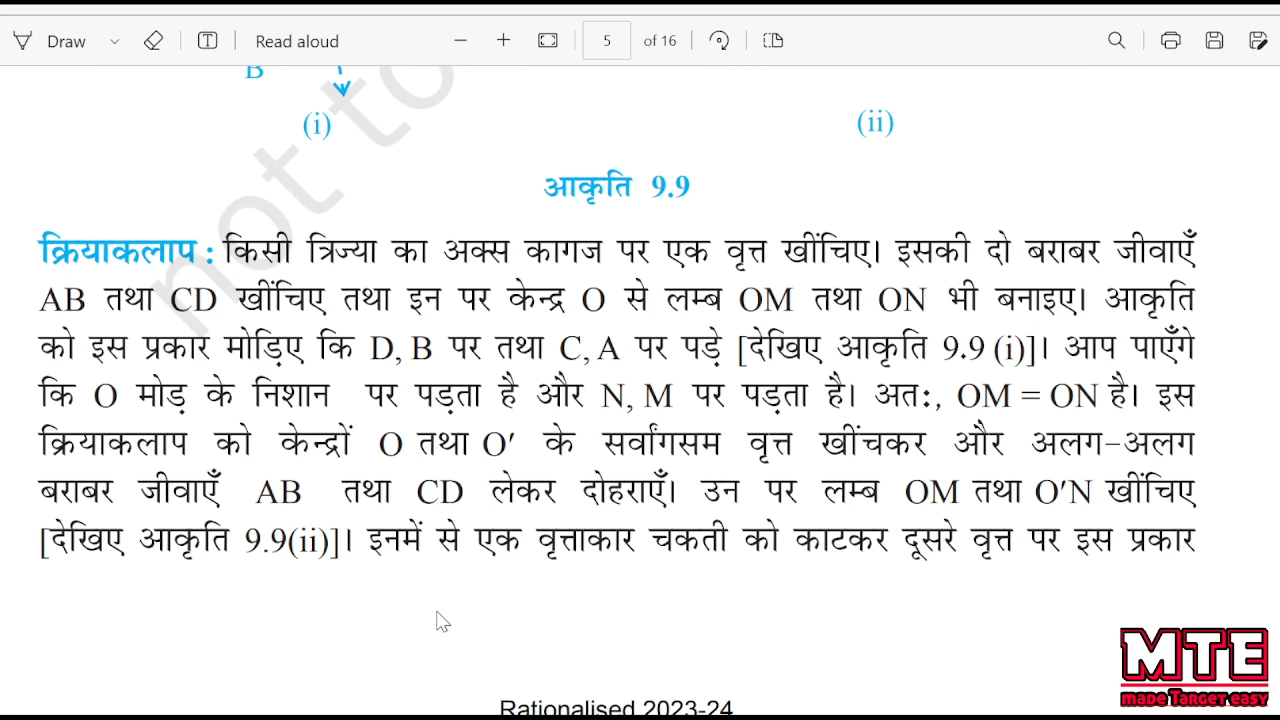 Draw
Read aloud
5
of 16
B
(i)
(ii)
not to
आकृति 9.9
क्रियाकलाप : किसी त्रिज्या का अक्स कागज पर एक वृत्त खींचिए। इसकी दो बराबर जीवाएँ
AB तथा CD खींचिए तथा इन पर केन्द्र O से लम्ब OM तथा ON भी बनाइए। आकृति
को इस प्रकार मोड़िए कि D, B पर तथा C, A पर पड़े [देखिए आकृति 9.9 (i)]। आप पाएँगे
कि O मोड़ के निशान पर पड़ता है और N, M पर पड़ता है। अतः, OM = ON है। इस
क्रियाकलाप को केन्द्रों O तथा O′ के सर्वांगसम वृत्त खींचकर और अलग-अलग
बराबर जीवाएँ AB तथा CD लेकर दोहराएँ। उन पर लम्ब OM तथा O′N खींचिए
[देखिए आकृति 9.9(ii)]। इनमें से एक वृत्ताकार चकती को काटकर दूसरे वृत्त पर इस प्रकार
MTE
maDe TarGeT easy
Rationalised 2023-24